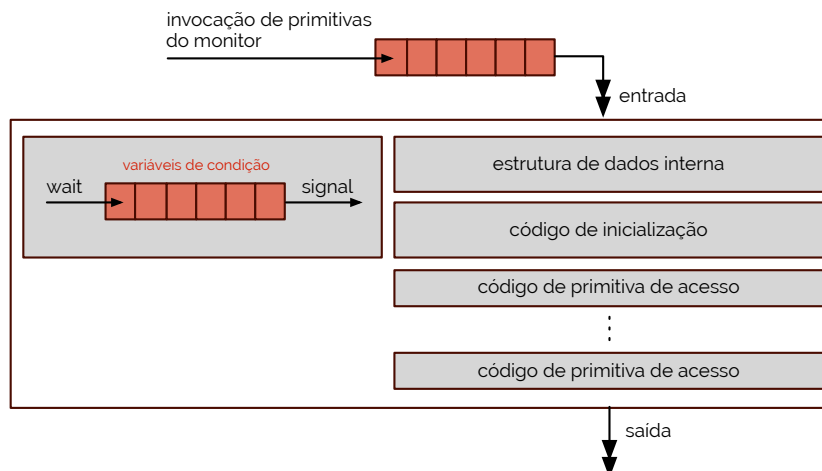 invocação de primitivas
do monitor
entrada
variáveis de condição
wait
signal
estrutura de dados interna
código de inicialização
código de primitiva de acesso
código de primitiva de acesso
saída